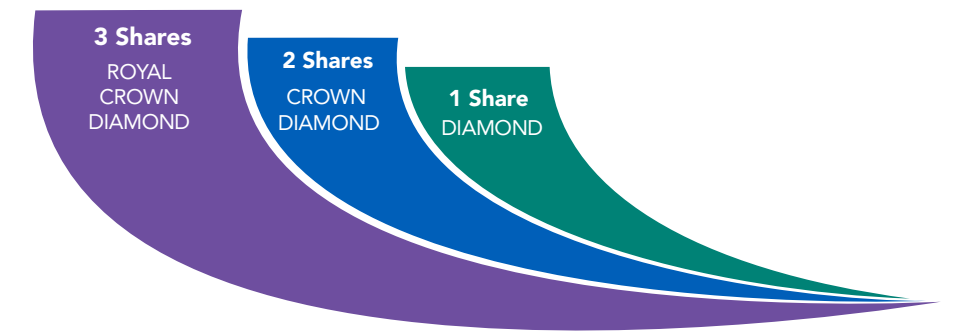 3 Shares
ROYAL
CROWN
DIAMOND
2 Shares
CROWN
DIAMOND
1 Share
DIAMOND